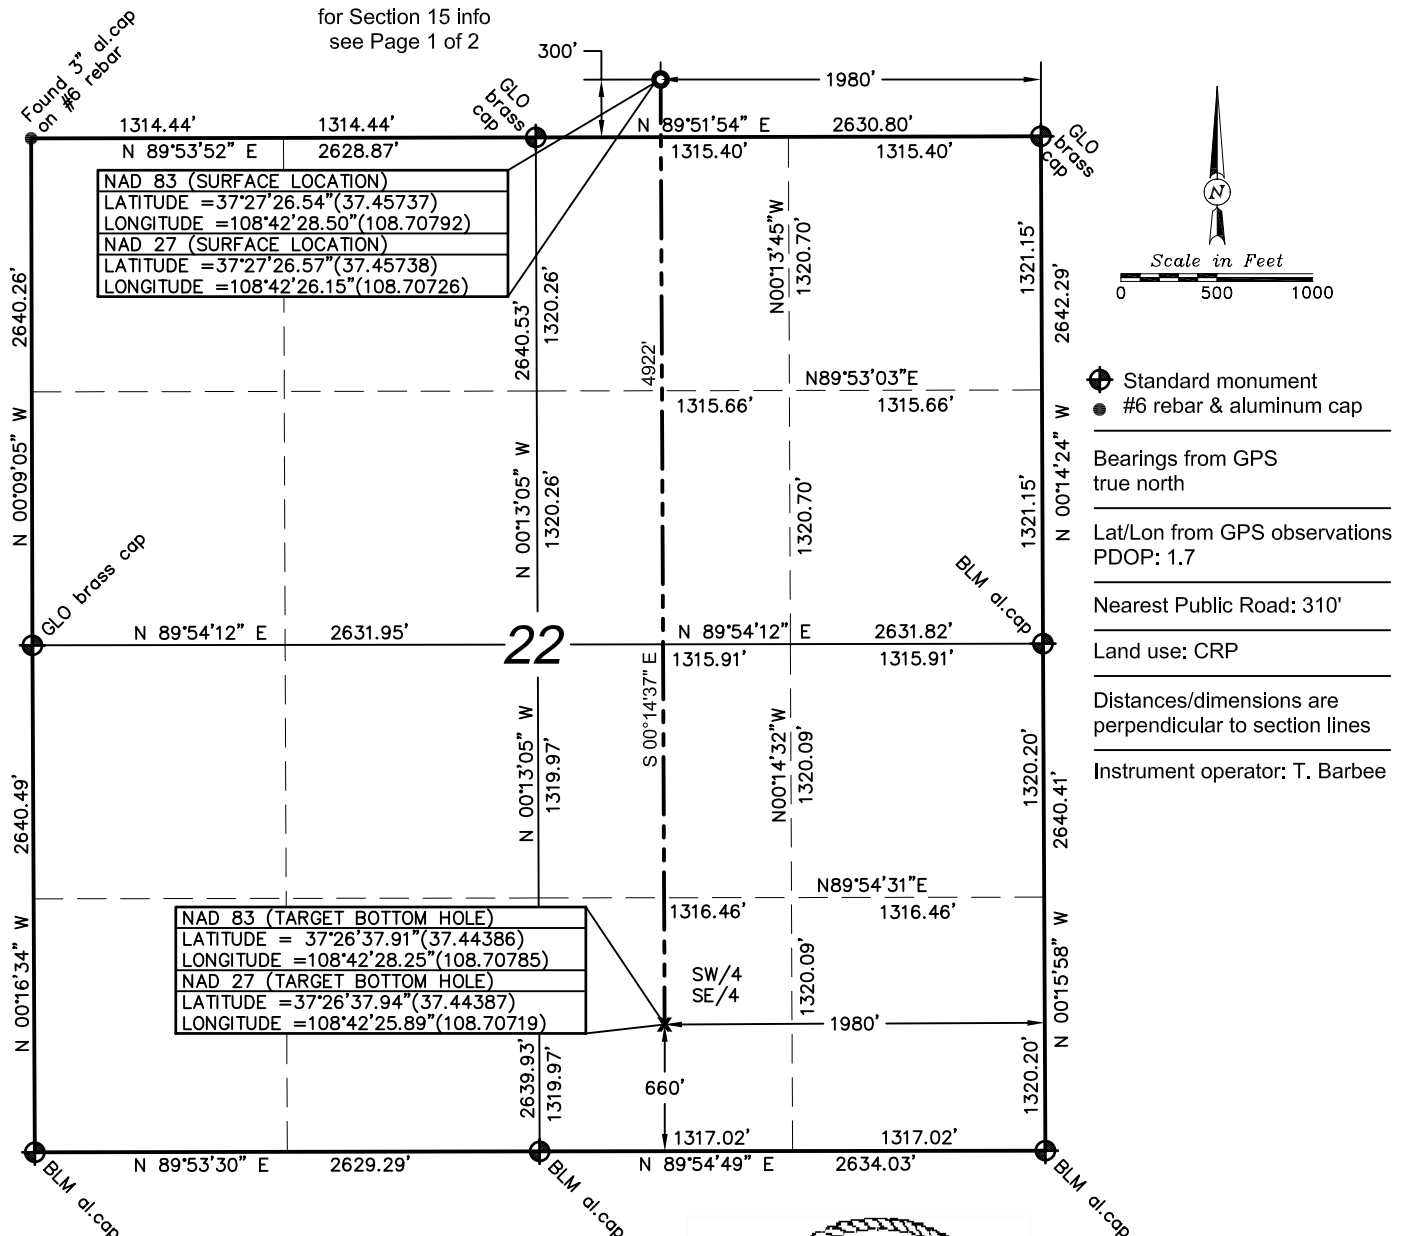 for Section 15 info
see Page 1 of 2
Found 3" al.cap
on #6 rebar
300'
1980'
GLO
brass
cap
GLO
brass
cap
1314.44'
1314.44'
N 89°51'54" E
2630.80'
N 89°53'52" E
2628.87'
1315.40'
1315.40'
NAD 83 (SURFACE LOCATION)
LATITUDE =37°27'26.54"(37.45737)
LONGITUDE =108°42'28.50"(108.70792)
NAD 27 (SURFACE LOCATION)
LATITUDE =37°27'26.57"(37.45738)
LONGITUDE =108°42'26.15"(108.70726)
2640.26'
2640.53'
1320.26'
4922'
N00°13'45"W
1320.70'
1321.15'
2642.29'
N
Scale in Feet
0 500 1000
N89°53'03"E
1315.66'
1315.66'
Standard monument
#6 rebar & aluminum cap
Bearings from GPS
true north
Lat/Lon from GPS observations
PDOP: 1.7
Nearest Public Road: 310'
Land use: CRP
Distances/dimensions are
perpendicular to section lines
Instrument operator: T. Barbee
N 00°09'05" W
N 00°13'05" W
1320.26'
1320.70'
1321.15'
N 00°14'24" W
GLO brass cap
BLM al.cap
N 89°54'12" E
2631.95'
22
N 89°54'12" E
2631.82'
1315.91'
1315.91'
S 00°14'37" E
2640.49'
N 00°13'05" W
1319.97'
N00°14'32"W
1320.09'
1320.20'
2640.41'
N89°54'31"E
1316.46'
1316.46'
NAD 83 (TARGET BOTTOM HOLE)
LATITUDE = 37°26'37.91"(37.44386)
LONGITUDE =108°42'28.25"(108.70785)
NAD 27 (TARGET BOTTOM HOLE)
LATITUDE =37°26'37.94"(37.44387)
LONGITUDE =108°42'25.89"(108.70719)
SW/4
SE/4
N 00°16'34" W
1320.09'
N 00°15'58" W
1980'
2639.93'
1319.97'
660'
1320.20'
1317.02'
1317.02'
N 89°53'30" E
2629.29'
N 89°54'49" E
2634.03'
BLM al.cap
BLM al.cap
BLM al.cap